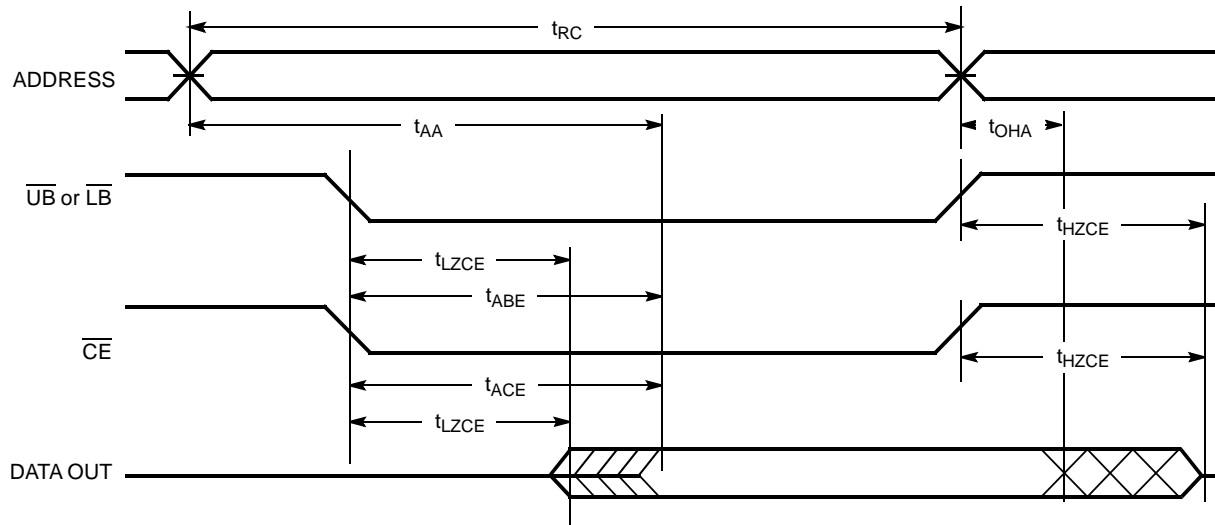 tRC
ADDRESS
tAA
tOHA
UB or LB
tHZCE
tLZCE
tABE
CE
tHZCE
tACE
tLZCE
DATA OUT